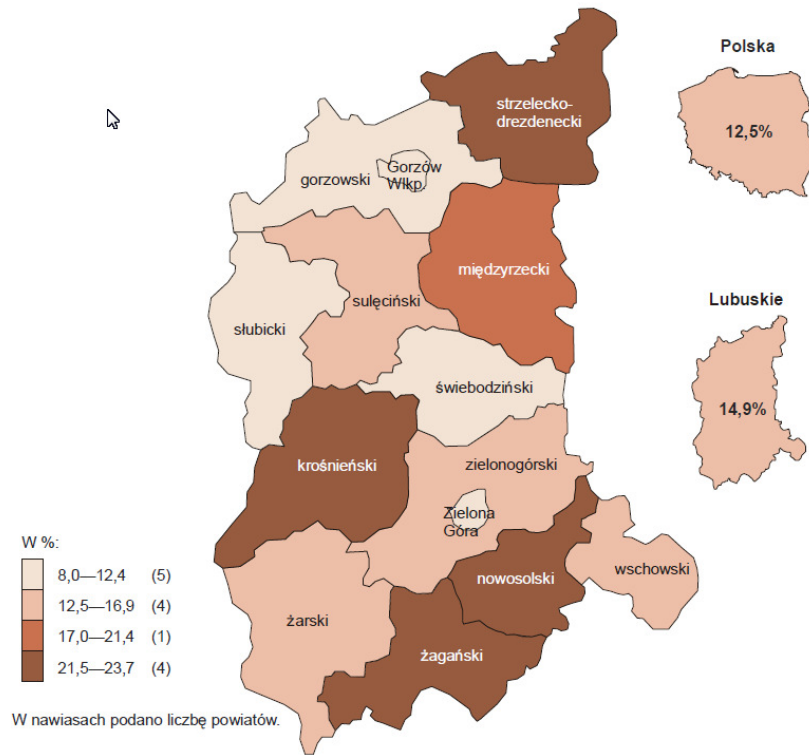 Polska
12,5%
strzelecko-
drezdenecki
Gorzów
Wlkp.
gorzowski
międzyrzecki
sulęciński
słubicki
Lubuskie
14,9%
świebodziński
krośnieński
zielonogórski
Zielona
Góra
W %:
8,0—12,4 (5)
12,5—16,9 (4)
17,0—21,4 (1)
21,5—23,7 (4)
nowosolski
wschowski
żarski
żagański
W nawiasach podano liczbę powiatów.